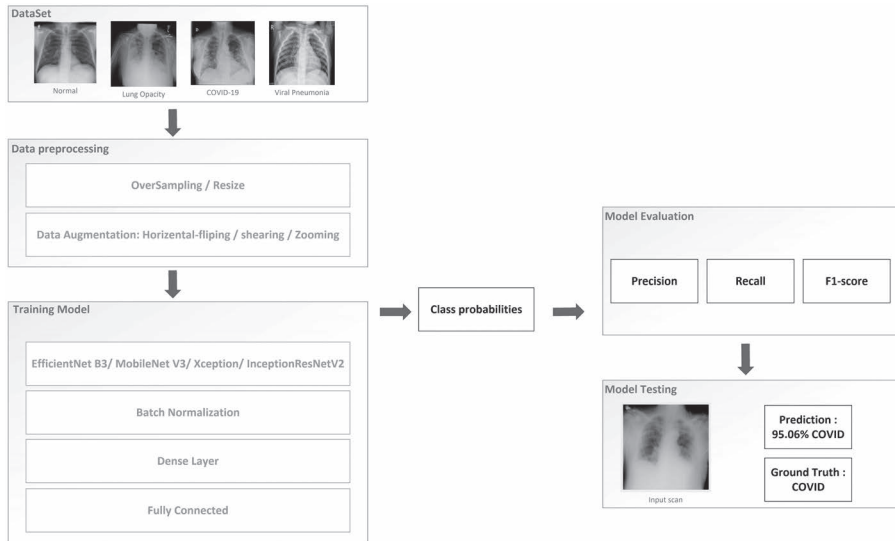 DataSet
Normal
Lung Opacity
COVID-19
Viral Pneumonia
Data preprocessing
OverSampling / Resize
Data Augmentation: Horizental-fliping / shearing / Zooming
Training Model
EfficientNet B3/ MobileNet V3/ Xception/ InceptionResNetV2
Batch Normalization
Dense Layer
Fully Connected
Class probabilities
Model Evaluation
Precision
Recall
F1-score
Model Testing
Input scan
Prediction :
95.06% COVID
Ground Truth :
COVID